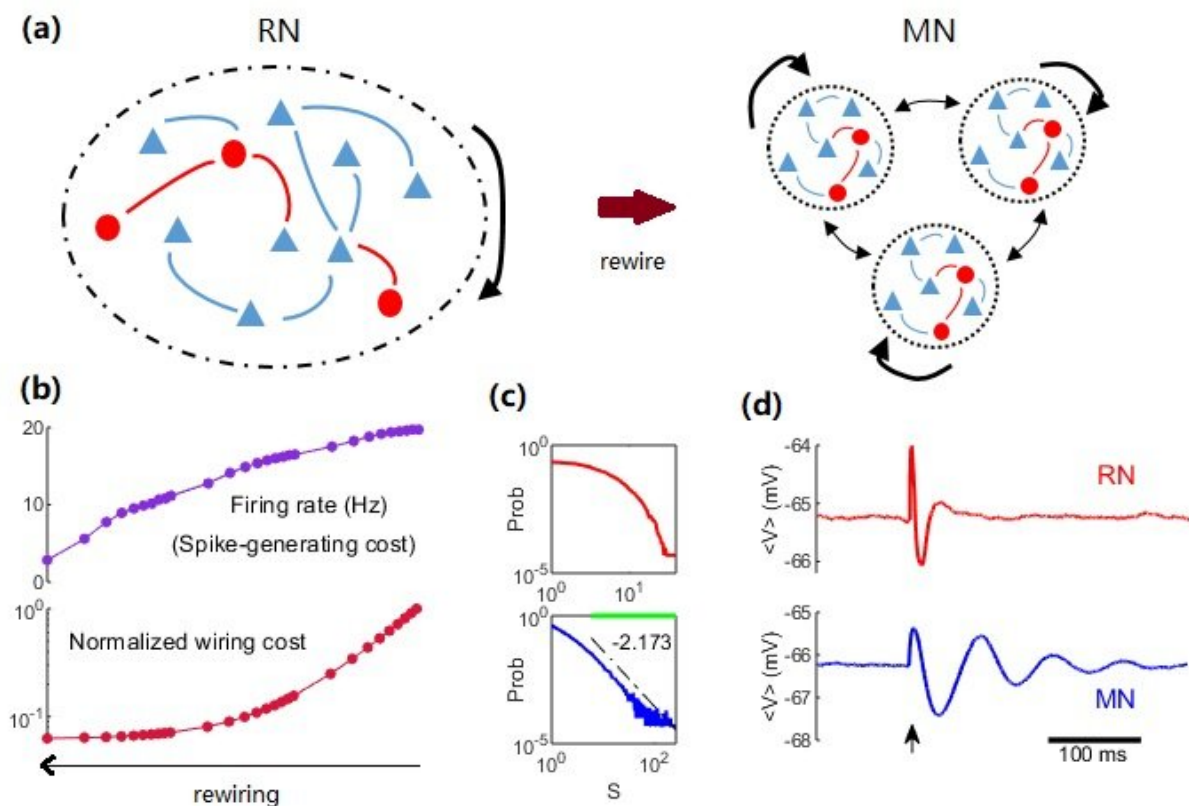 (a)
RN
MN
rewire
(b)
20
10
0
Firing rate (Hz)
(Spike-generating cost)
10^0
10^-1
Normalized wiring cost
rewiring
(c)
10^0
Prob
10^-5
10^0
10^1
10^0
-2.173
Prob
10^-5
10^0
10^2
S
(d)
-64
-65
-66
<V> (mV)
RN
-65
-66
-67
-68
<V> (mV)
MN
100 ms